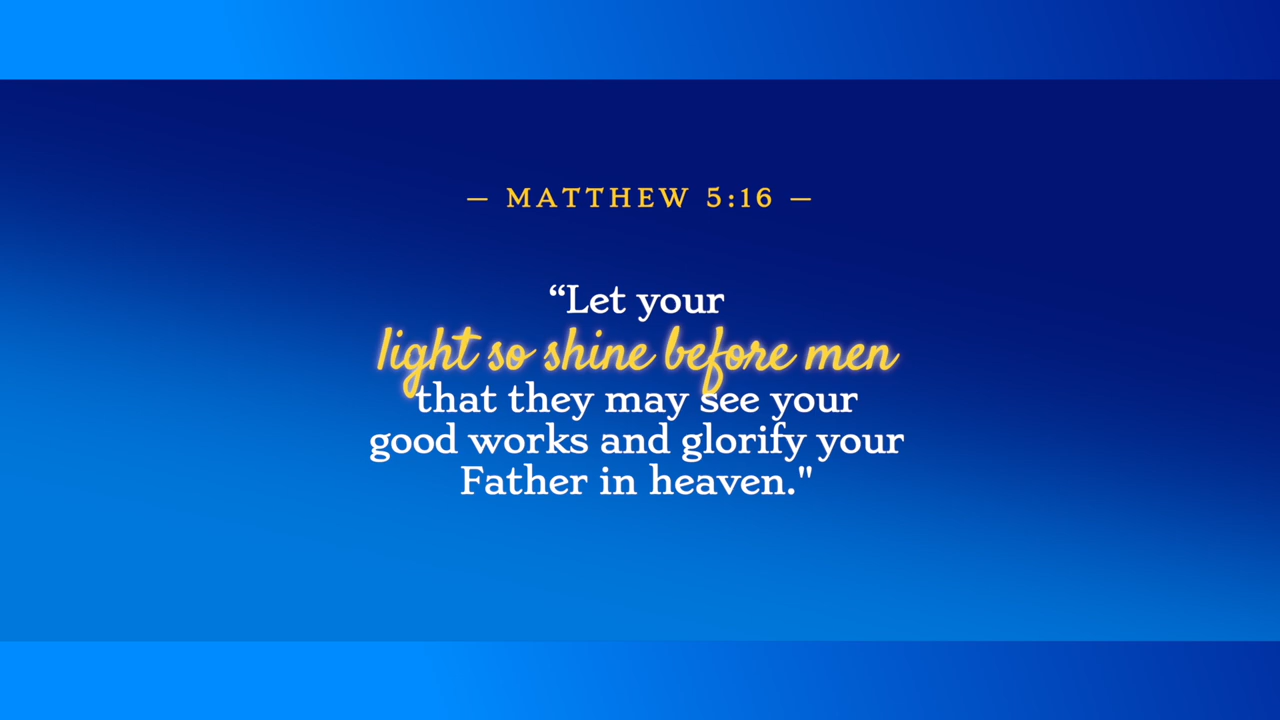 — MATTHEW 5:16 —
“Let your
light so shine before men
that they may see your
good works and glorify your
Father in heaven."